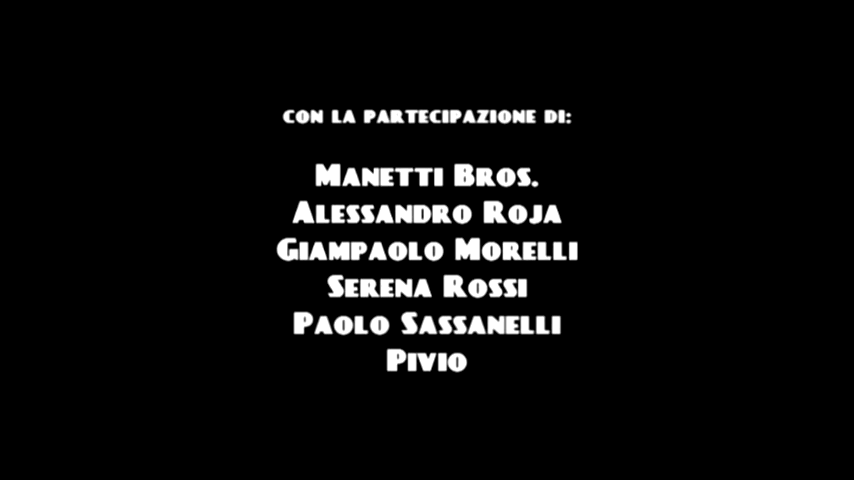 CON LA PARTECIPAZIONE DI:
MANETTI BROS.
ALESSANDRO ROJA
GIAMPAOLO MORELLI
SERENA ROSSI
PAOLO SASSANELLI
PIVIO